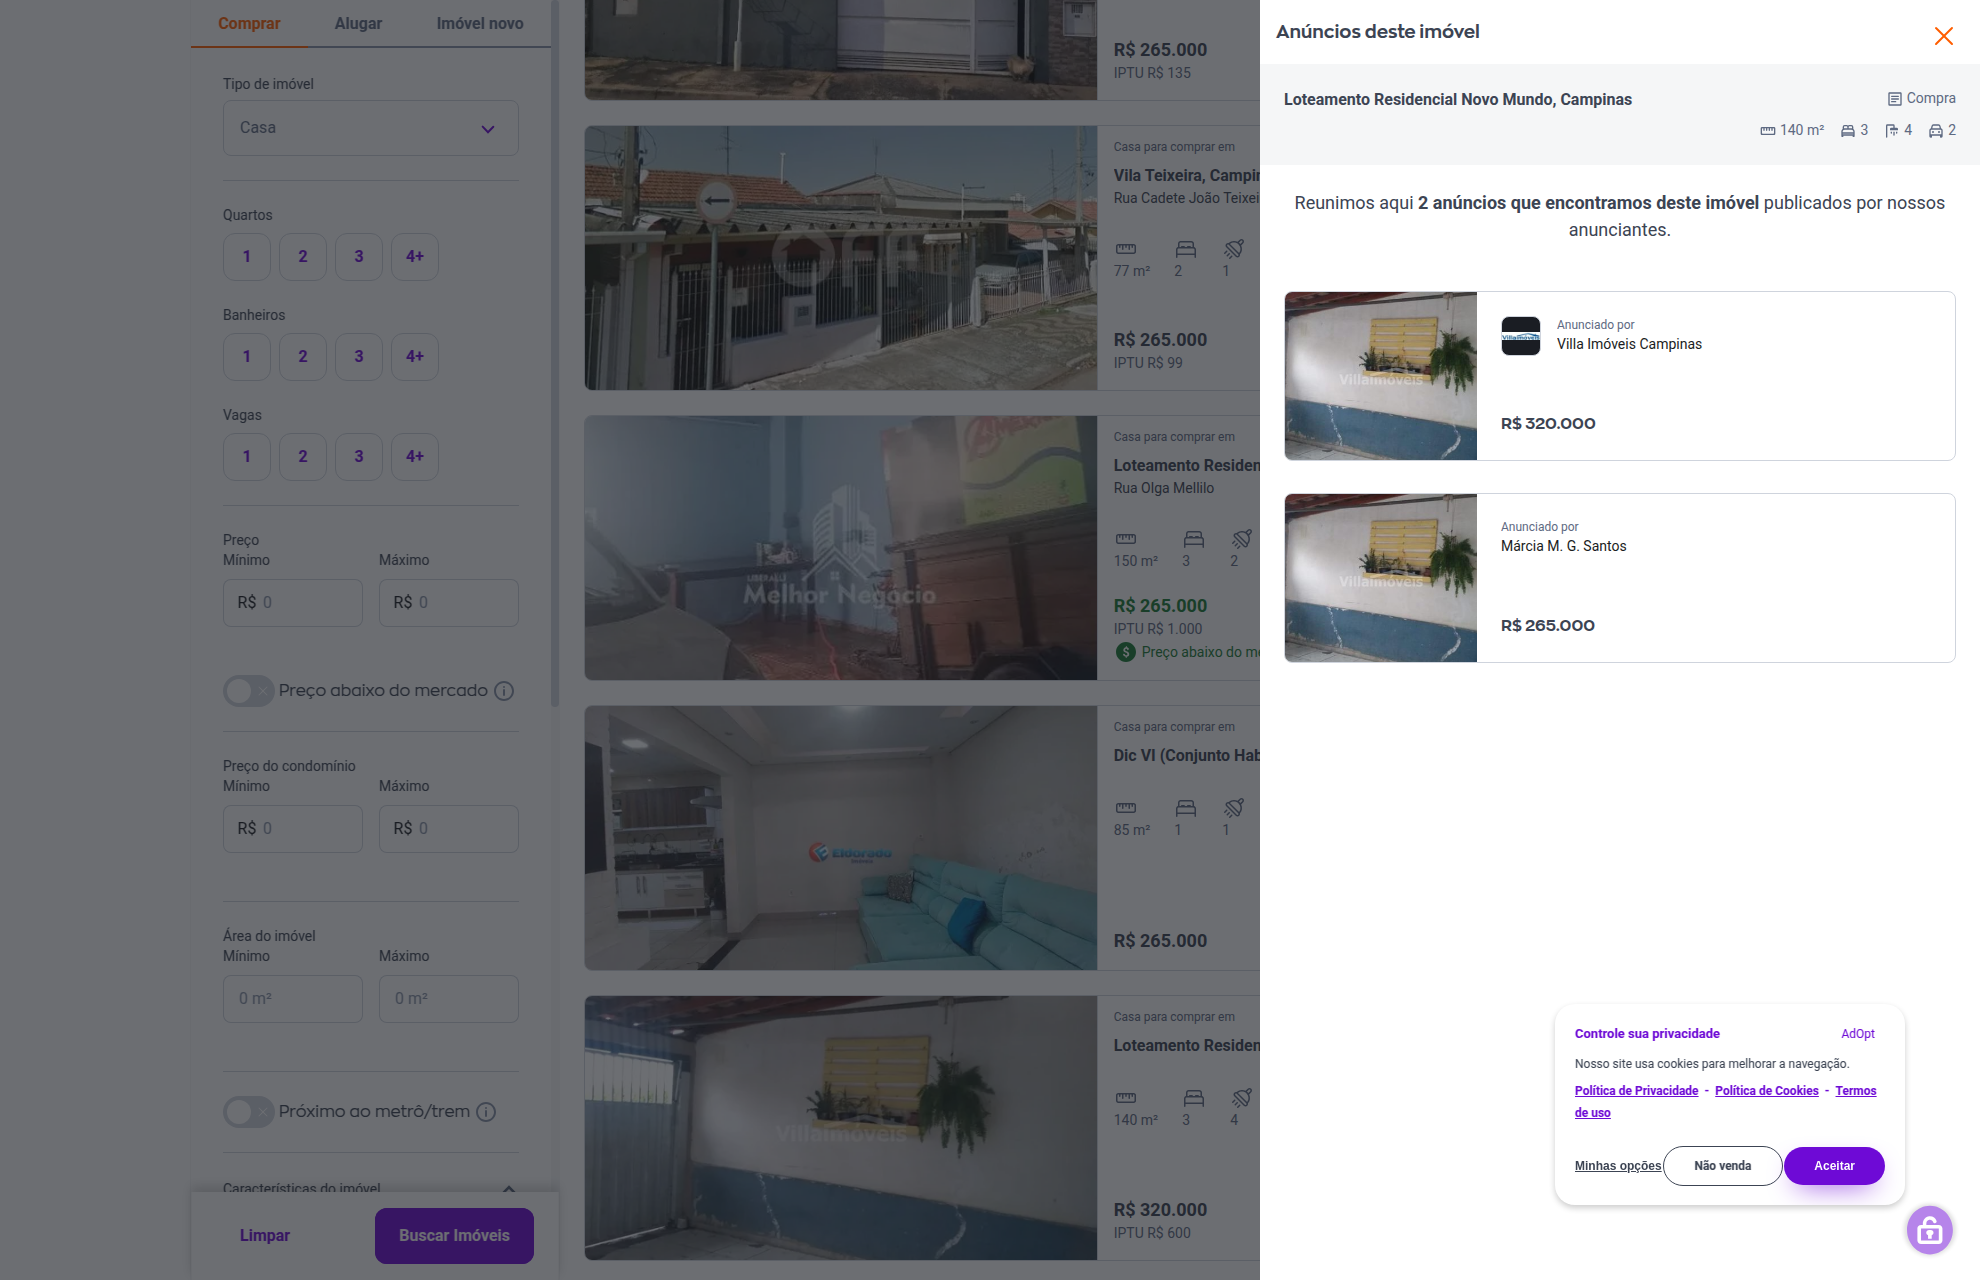 Comprar
Alugar
Imóvel novo
Tipo de imóvel
Casa
Quartos
1
2
3
4+
Banheiros
1
2
3
4+
Vagas
1
2
3
4+
Preço
Mínimo
Máximo
R$ 0
R$ 0
Preço abaixo do mercado
Preço do condomínio
Mínimo
Máximo
R$ 0
R$ 0
Área do imóvel
Mínimo
Máximo
0 m²
0 m²
Próximo ao metrô/trem
Características do imóvel
Limpar
Buscar Imóveis
R$ 265.000
IPTU R$ 135
Casa para comprar em
Vila Teixeira,
Rua Cadete João
77 m²
2
1
R$ 265.000
IPTU R$ 99
LIBERALLI
Melhor Negócio
Casa para comprar em
Loteamento
Rua Olga Mellilo
150 m²
3
2
R$ 265.000
IPTU R$ 1.000
Preço abaixo do
Eldorado
Casa para comprar em
Dic VI (Conjunto
85 m²
1
1
R$ 265.000
Villaimóveis
Casa para comprar em
Loteamento
140 m²
3
4
R$ 320.000
IPTU R$ 600
Anúncios deste imóvel
Loteamento Residencial Novo Mundo, Campinas
Compra
140 m²
3
4
2
Reunimos aqui 2 anúncios que encontramos deste imóvel publicados por nossos
anunciantes.
Villaimóveis
Villaimóveis
Anunciado por
Villa Imóveis Campinas
R$ 320.000
Villaimóveis
Anunciado por
Márcia M. G. Santos
R$ 265.000
Controle sua privacidade
AdOpt
Nosso site usa cookies para melhorar a navegação.
Política de Privacidade - Política de Cookies - Termos
de uso
Minhas opções
Não venda
Aceitar